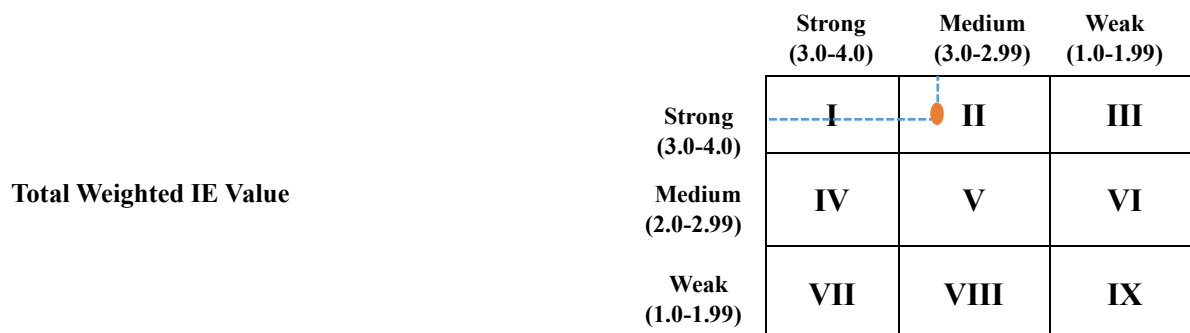 Strong Medium Weak
(3.0-4.0) (3.0-2.99) (1.0-1.99)
Strong
(3.0-4.0)
I II III
Total Weighted IE Value
Medium
(2.0-2.99)
IV V VI
Weak
(1.0-1.99)
VII VIII IX